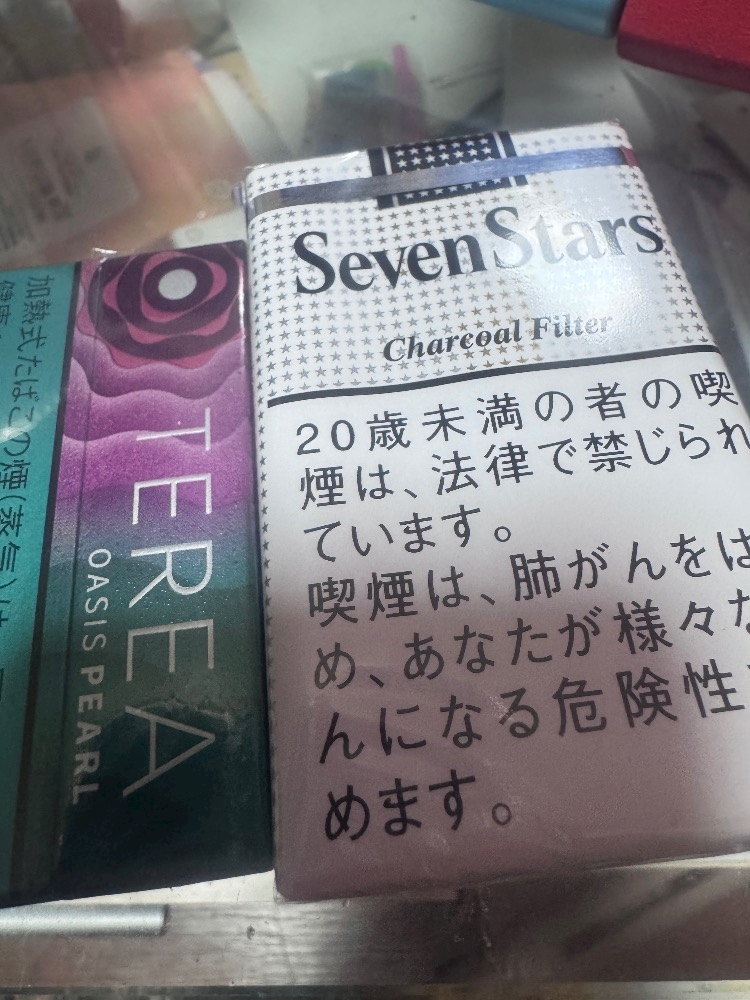 加熱式たばこの煙(蒸気)は
TEREA
OASIS PEARL
SevenStars
Charcoal Filter
20歳未満の者の喫
煙は、法律で禁じられ
ています。
喫煙は、肺がんをは
め、あなたが様々な
んになる危険性
めます。